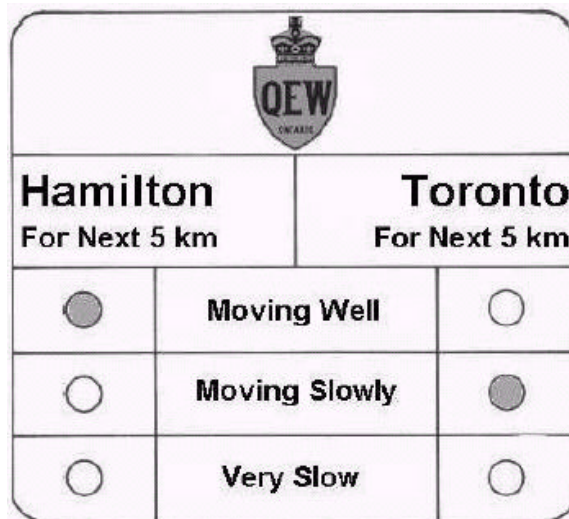 QEW
ONTARIO
Hamilton
For Next 5 km
Toronto
For Next 5 km
Moving Well
Moving Slowly
Very Slow